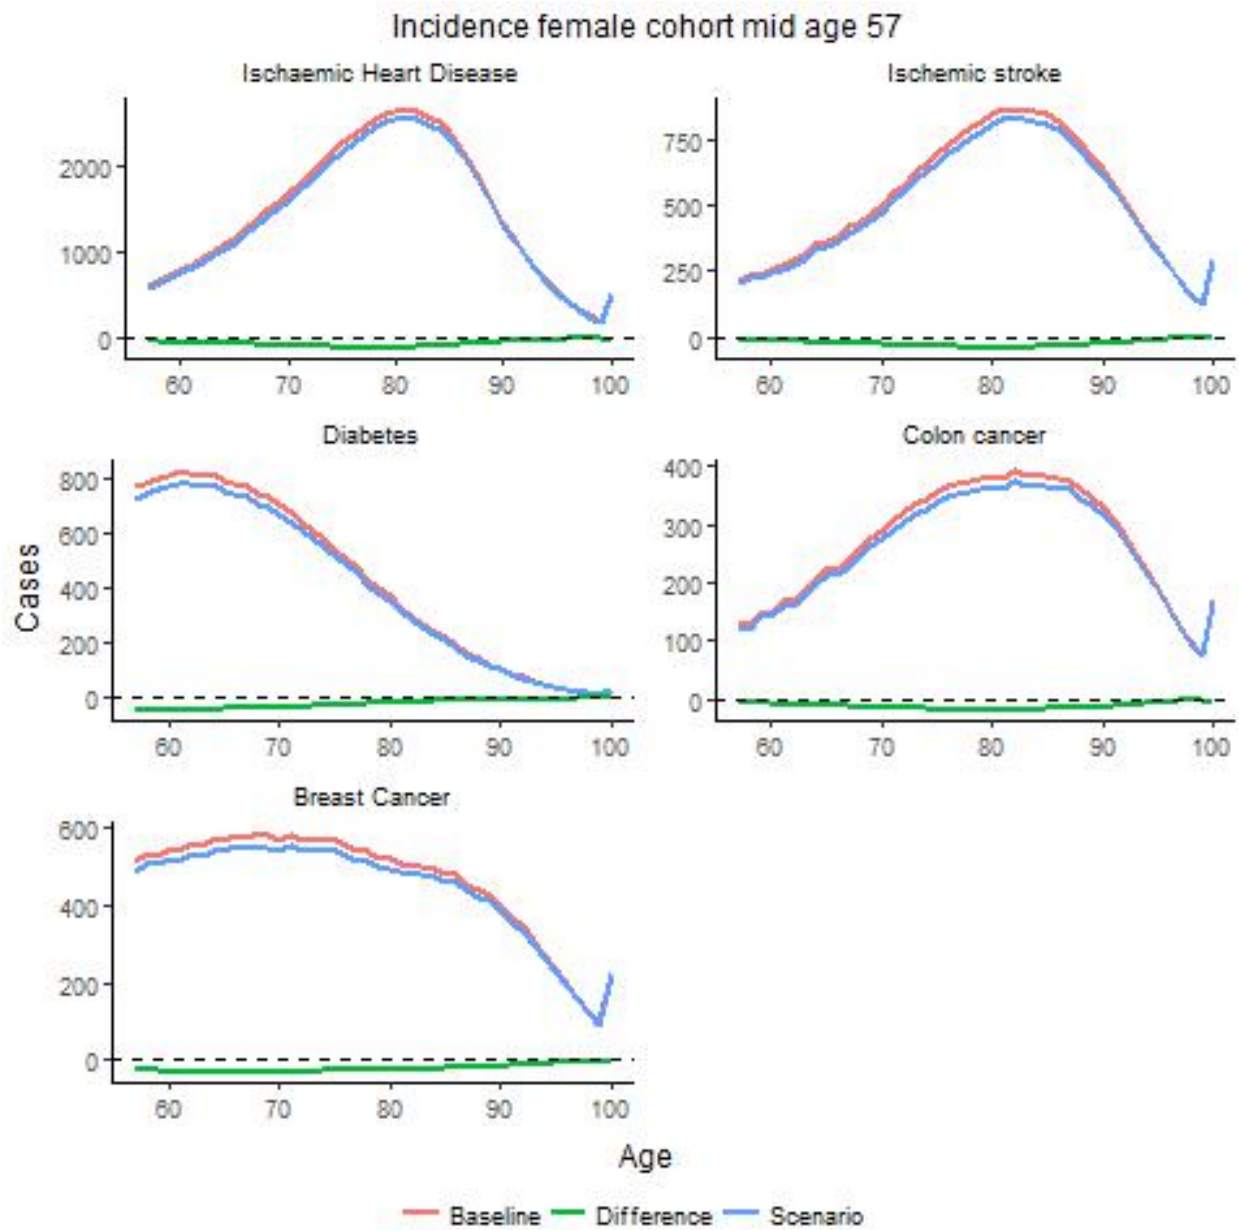 Incidence female cohort mid age 57
Ischaemic Heart Disease
2000
1000
0
60 70 80 90 100
Ischemic stroke
750
500
250
0
60 70 80 90 100
Diabetes
800
600
400
200
0
60 70 80 90 100
Colon cancer
400
300
200
100
0
60 70 80 90 100
Cases
Breast Cancer
600
400
200
0
60 70 80 90 100
Age
Baseline Difference Scenario